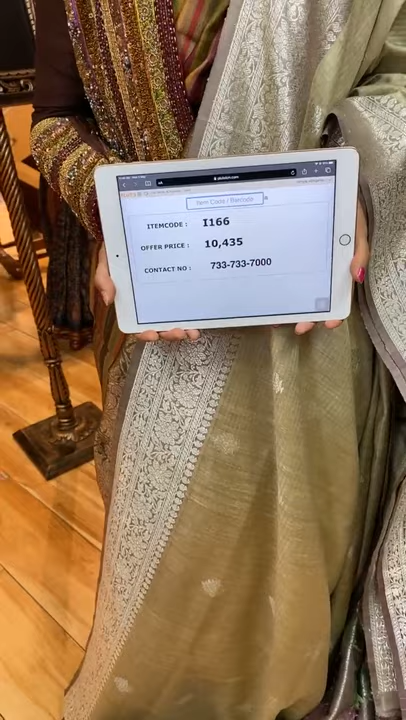 Item Code / Barcode
ITEMCODE : I166
OFFER PRICE : 10,435
CONTACT NO : 733-733-7000